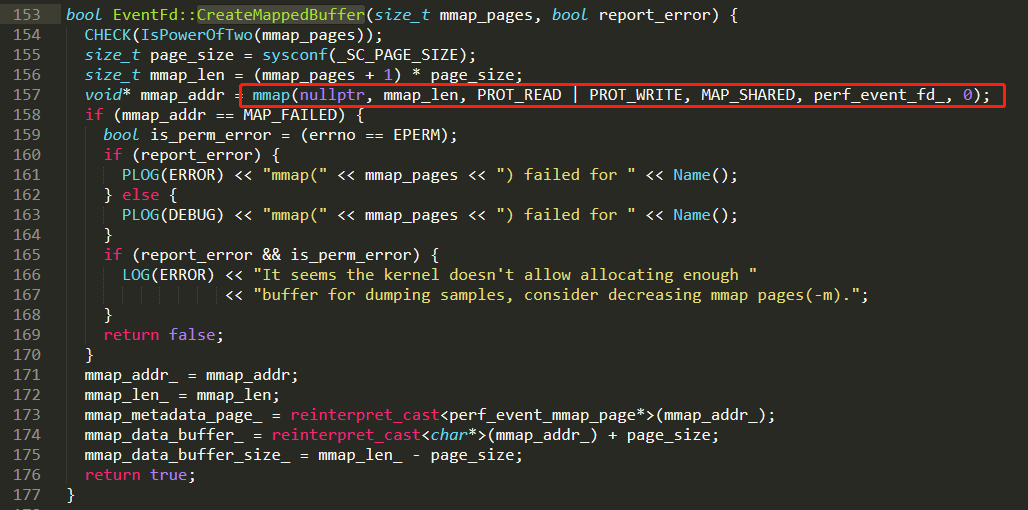 153 bool EventFd::CreateMappedBuffer(size_t mmap_pages, bool report_error) {
154   CHECK(IsPowerOfTwo(mmap_pages));
155   size_t page_size = sysconf(_SC_PAGE_SIZE);
156   size_t mmap_len = (mmap_pages + 1) * page_size;
157   void* mmap_addr = mmap(nullptr, mmap_len, PROT_READ | PROT_WRITE, MAP_SHARED, perf_event_fd_, 0);
158   if (mmap_addr == MAP_FAILED) {
159     bool is_perm_error = (errno == EPERM);
160     if (report_error) {
161       PLOG(ERROR) << "mmap(" << mmap_pages << ") failed for " << Name();
162     } else {
163       PLOG(DEBUG) << "mmap(" << mmap_pages << ") failed for " << Name();
164     }
165     if (report_error && is_perm_error) {
166       LOG(ERROR) << "It seems the kernel doesn't allow allocating enough "
167                  << "buffer for dumping samples, consider decreasing mmap pages(-m).";
168     }
169     return false;
170   }
171   mmap_addr_ = mmap_addr;
172   mmap_len_ = mmap_len;
173   mmap_metadata_page_ = reinterpret_cast<perf_event_mmap_page*>(mmap_addr_);
174   mmap_data_buffer_ = reinterpret_cast<char*>(mmap_addr_) + page_size;
175   mmap_data_buffer_size_ = mmap_len_ - page_size;
176   return true;
177 }